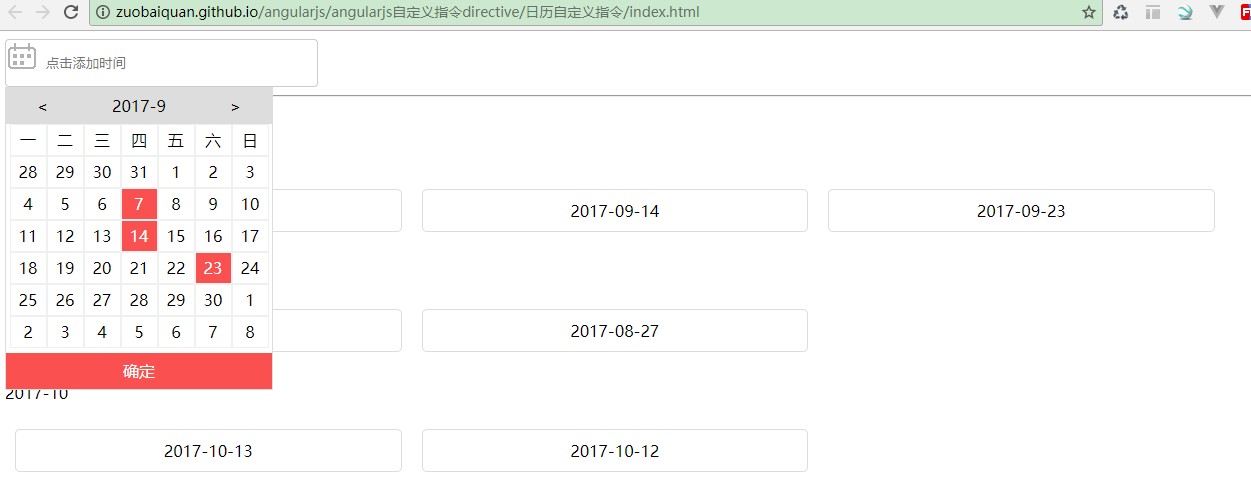 zuobaiquan.github.io/angularjs/angularjs自定义指令directive/日历自定义指令/index.html
点击添加时间
< 2017-9 >
一 二 三 四 五 六 日
28 29 30 31 1 2 3
4 5 6 7 8 9 10
11 12 13 14 15 16 17
18 19 20 21 22 23 24
25 26 27 28 29 30 1
2 3 4 5 6 7 8
确定
2017-09-14 2017-09-23
2017-08-27
2017-10
2017-10-13 2017-10-12